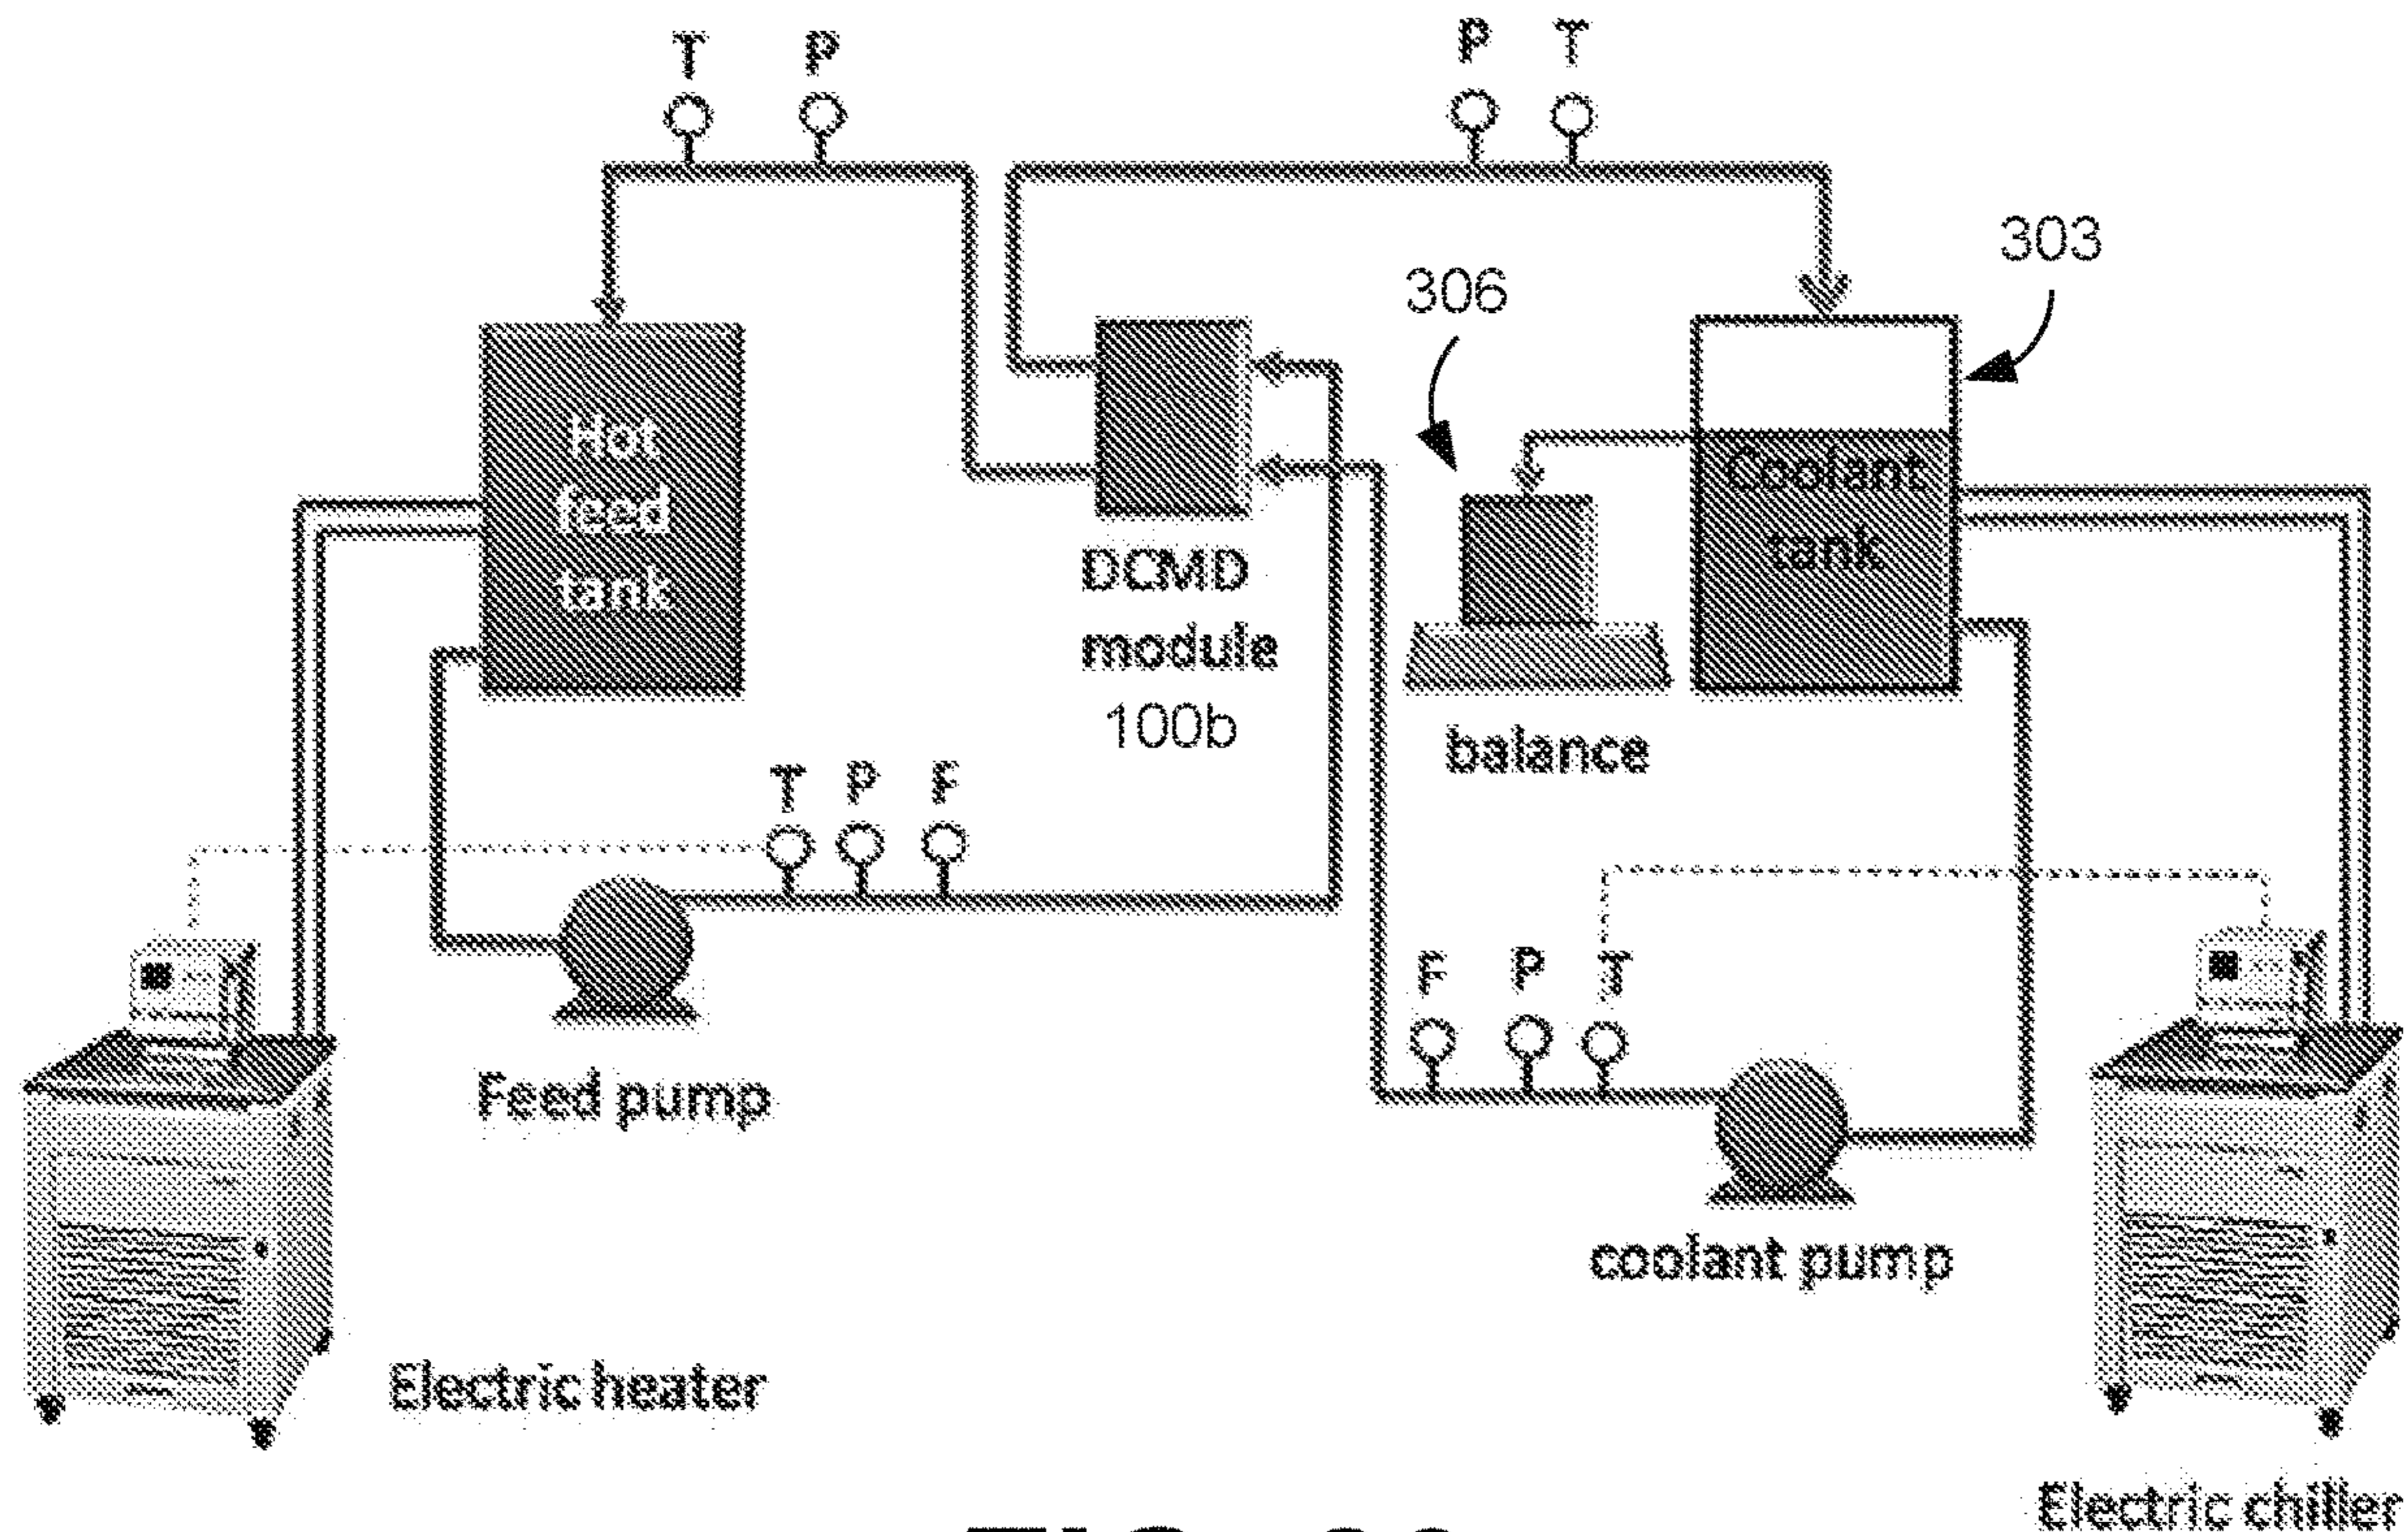 T P
P T
303
306
Hot
feed
tank
Coolant
tank
DCMD
module
100b
balance
T P F
F P T
Feed pump
coolant pump
Electric heater
Electric chiller